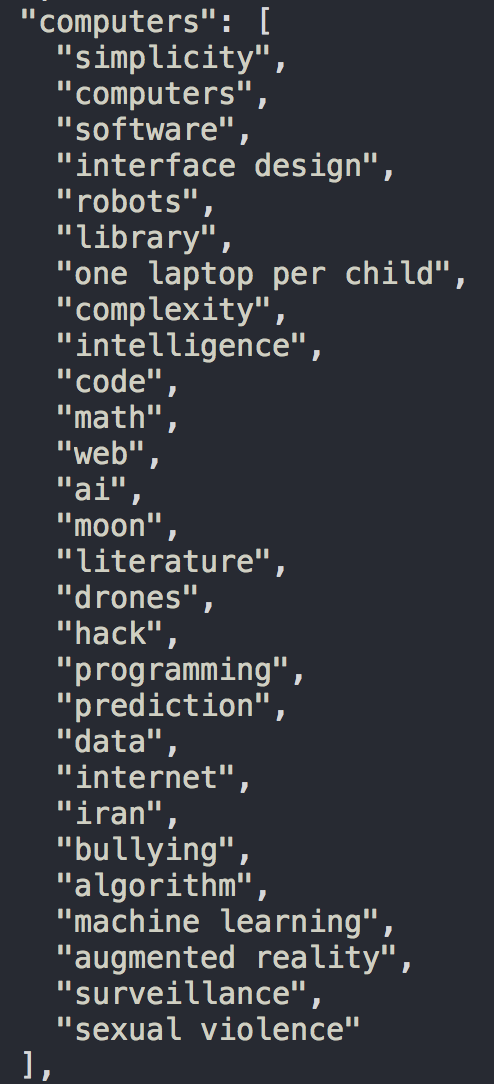 "computers": [
"simplicity",
"computers",
"software",
"interface design",
"robots",
"library",
"one laptop per child",
"complexity",
"intelligence",
"code",
"math",
"web",
"ai",
"moon",
"literature",
"drones",
"hack",
"programming",
"prediction",
"data",
"internet",
"iran",
"bullying",
"algorithm",
"machine learning",
"augmented reality",
"surveillance",
"sexual violence"
],